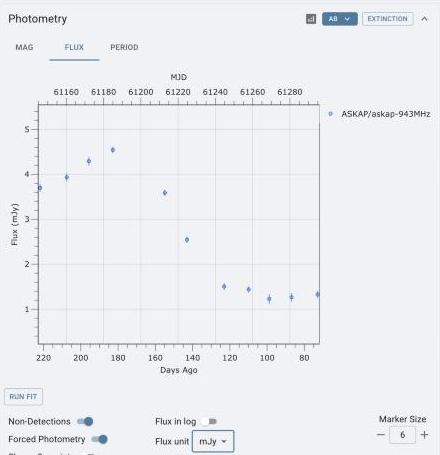 Photometry
AB
EXTINCTION
MAG FLUX PERIOD
MJD
61160 61180 61200 61220 61240 61260 61280
ASKAP/askap-943MHz
5
4
3
2
1
Flux (mJy)
220 200 180 160 140 120 100 80
Days Ago
RUN FIT
Non-Detections Flux in log Marker Size
Forced Photometry Flux unit mJy − 6 +